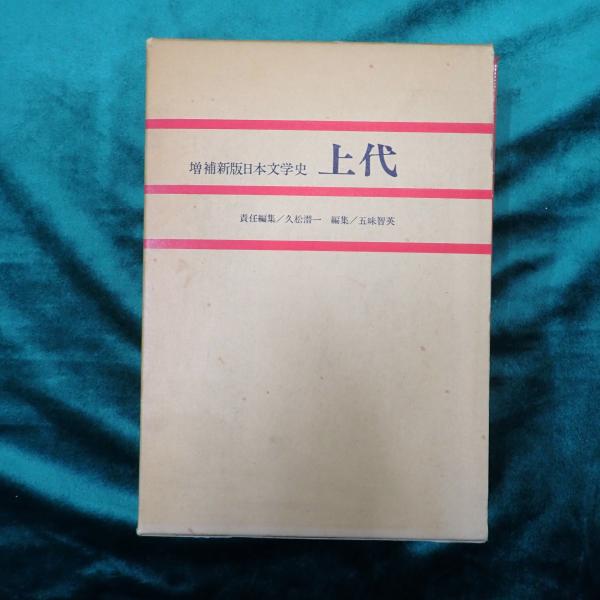 増補新版日本文学史 上代
責任編集／久松潜一 編集／五味智英